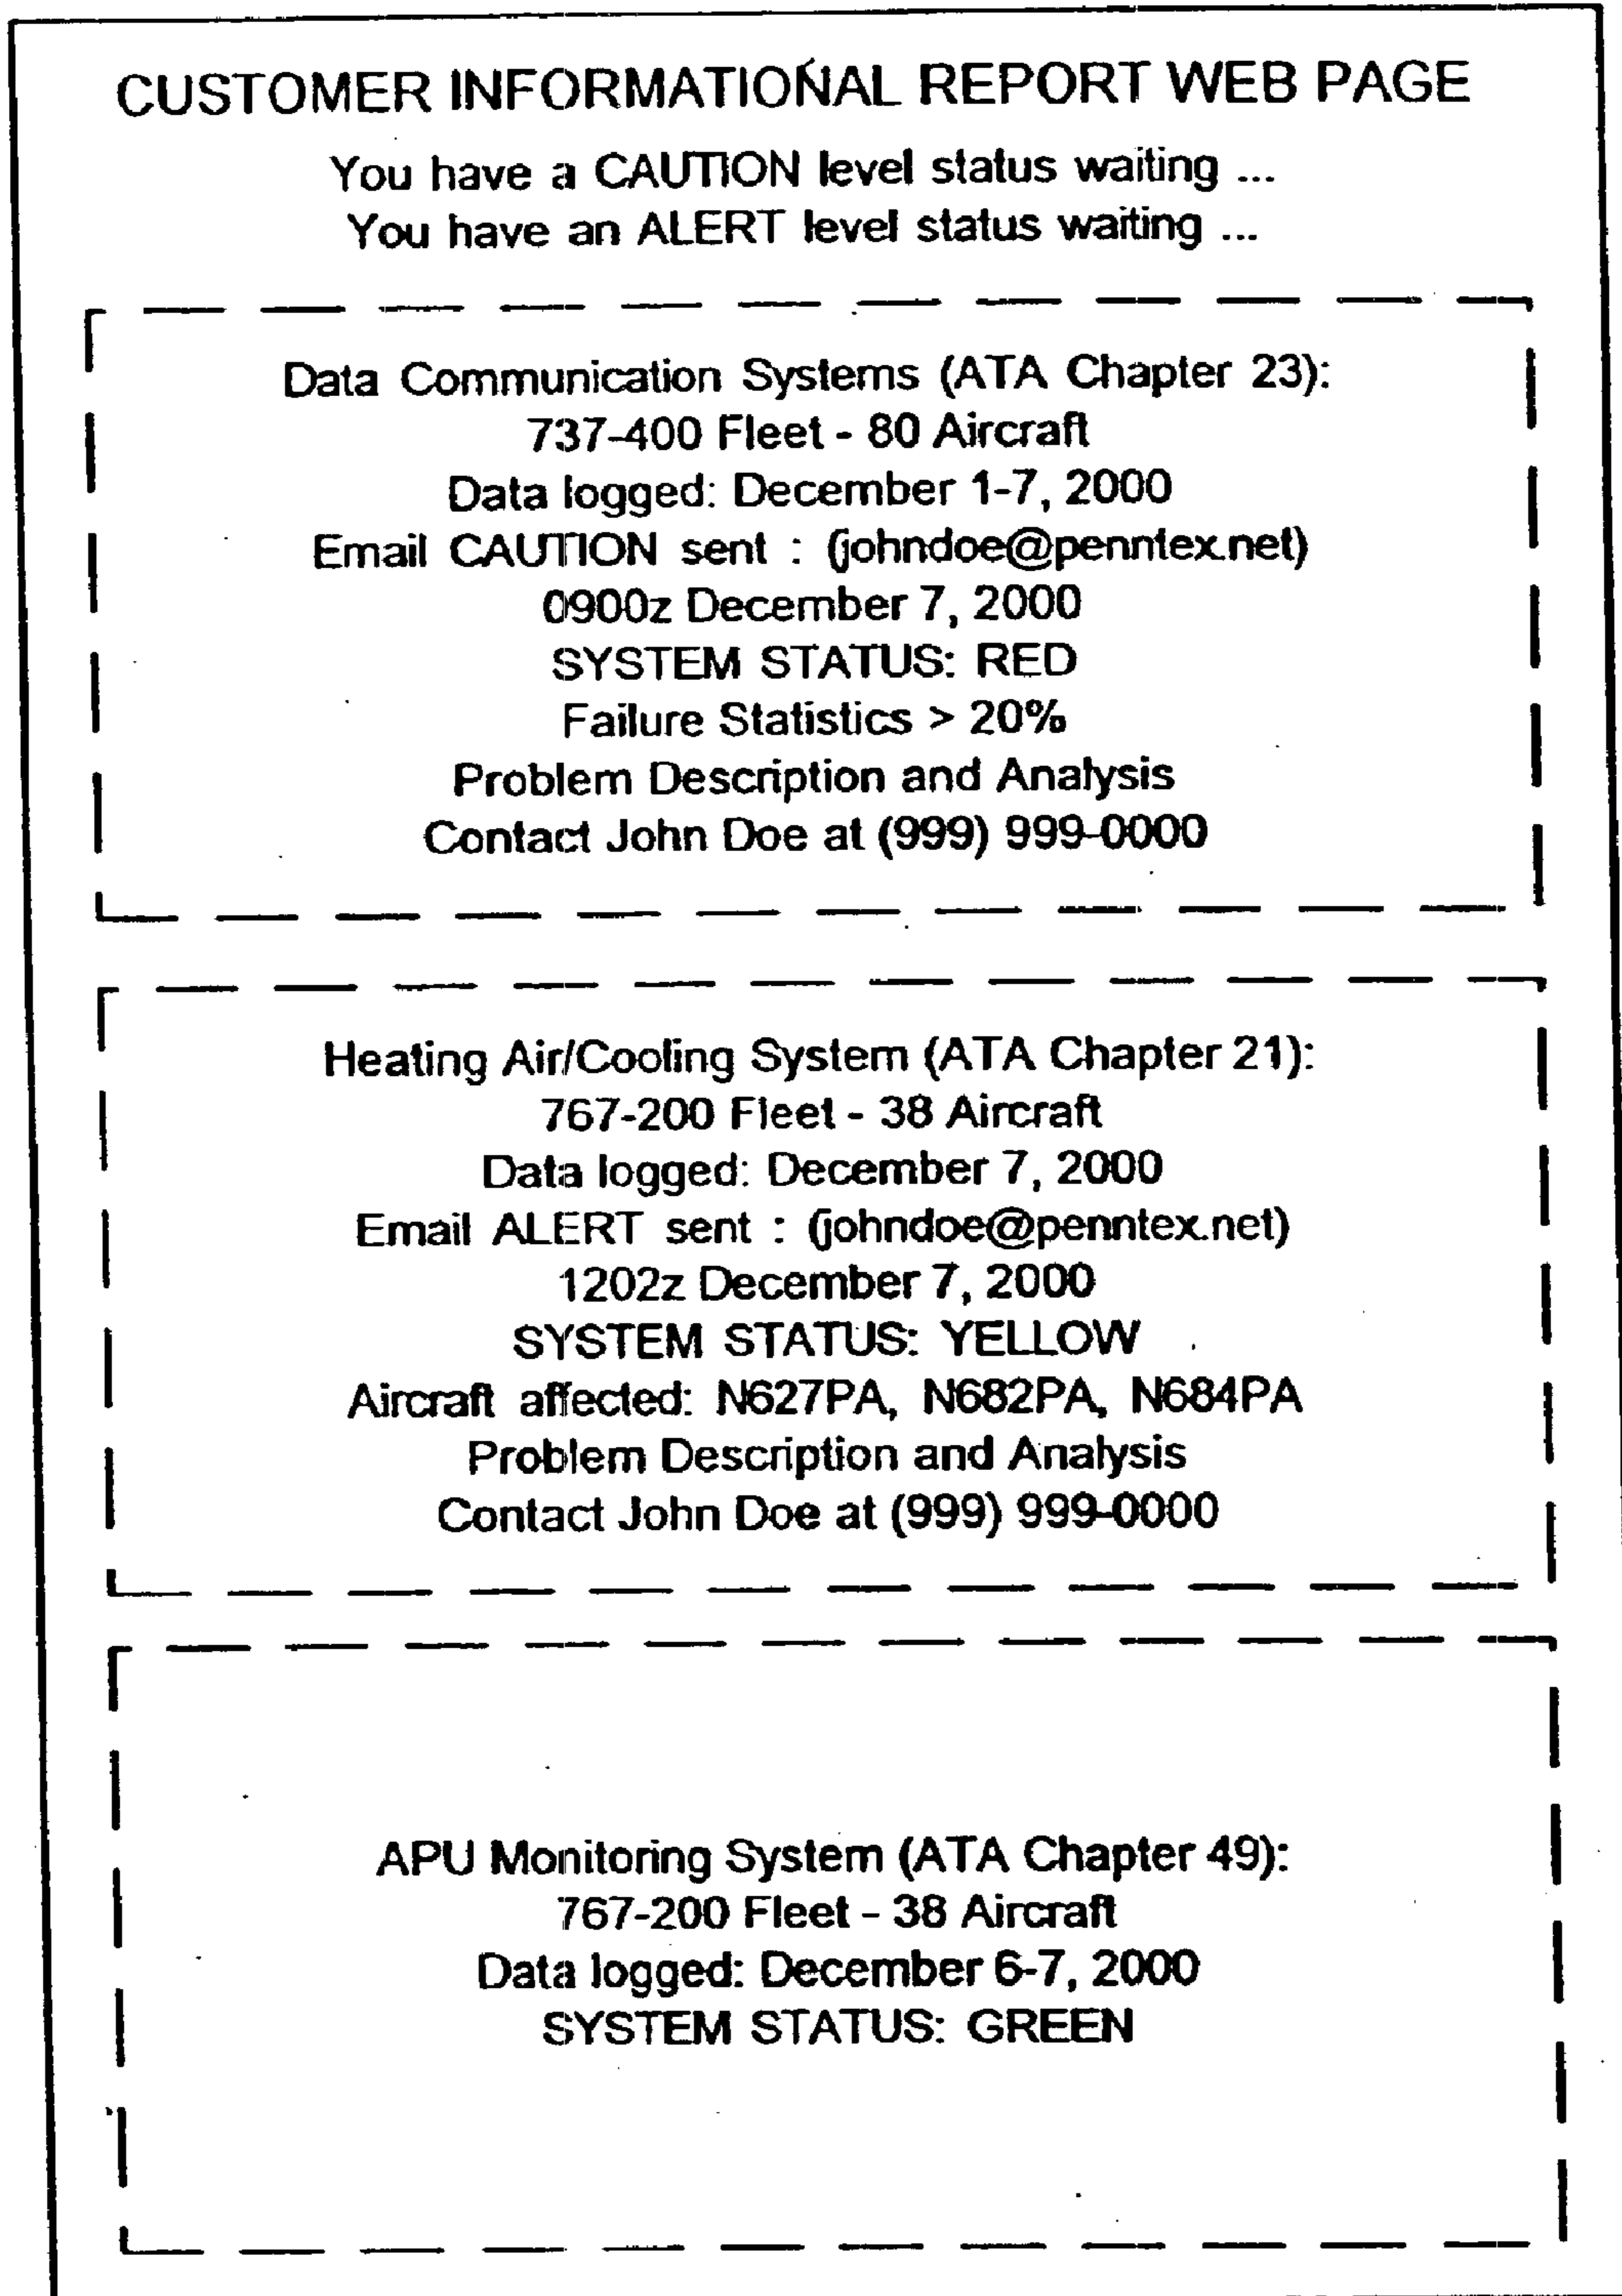 CUSTOMER INFORMATIONAL REPORT WEB PAGE
You have a CAUTION level status waiting ...
You have an ALERT level status waiting ...
Data Communication Systems (ATA Chapter 23):
737-400 Fleet - 80 Aircraft
Data logged: December 1-7, 2000
Email CAUTION sent : (johndoe@penntex.net)
0900z December 7, 2000
SYSTEM STATUS: RED
Failure Statistics > 20%
Problem Description and Analysis
Contact John Doe at (999) 999-0000
Heating Air/Cooling System (ATA Chapter 21):
767-200 Fleet - 38 Aircraft
Data logged: December 7, 2000
Email ALERT sent : (johndoe@penntex.net)
1202z December 7, 2000
SYSTEM STATUS: YELLOW
Aircraft affected: N627PA, N682PA, N684PA
Problem Description and Analysis
Contact John Doe at (999) 999-0000
APU Monitoring System (ATA Chapter 49):
767-200 Fleet - 38 Aircraft
Data logged: December 6-7, 2000
SYSTEM STATUS: GREEN